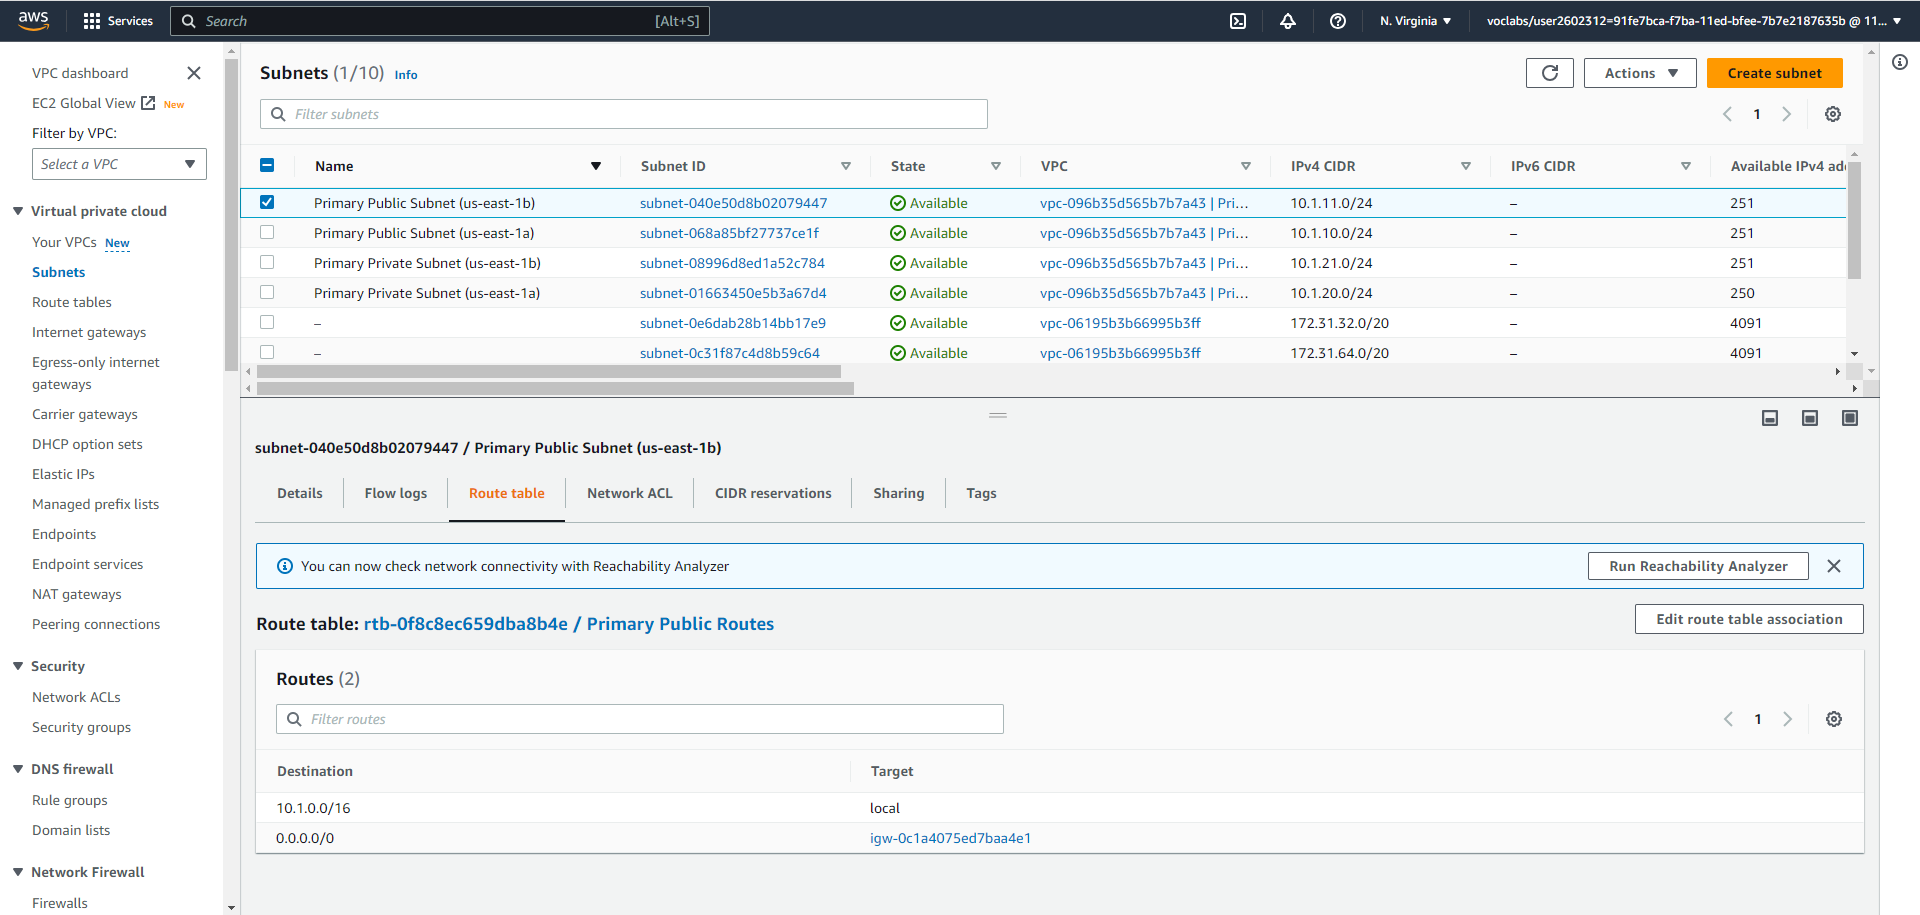 aws
Services
Search [Alt+S]
N. Virginia
voclabs/user2602312=91fe7bca-f7ba-11ed-bfee-7b7e2187635b @ 11...
VPC dashboard
EC2 Global View New
Filter by VPC:
Select a VPC
Virtual private cloud
Your VPCs New
Subnets
Route tables
Internet gateways
Egress-only internet
gateways
Carrier gateways
DHCP option sets
Elastic IPs
Managed prefix lists
Endpoints
Endpoint services
NAT gateways
Peering connections
Security
Network ACLs
Security groups
DNS firewall
Rule groups
Domain lists
Network Firewall
Firewalls
Subnets (1/10) Info
Actions
Create subnet
Filter subnets
1
Name Subnet ID State VPC IPv4 CIDR IPv6 CIDR Available IPv4 add
Primary Public Subnet (us-east-1b) subnet-040e50d8b02079447 Available vpc-096b35d565b7b7a43 | Pri... 10.1.11.0/24 – 251
Primary Public Subnet (us-east-1a) subnet-068a85bf27737ce1f Available vpc-096b35d565b7b7a43 | Pri... 10.1.10.0/24 – 251
Primary Private Subnet (us-east-1b) subnet-08996d8ed1a52c784 Available vpc-096b35d565b7b7a43 | Pri... 10.1.21.0/24 – 251
Primary Private Subnet (us-east-1a) subnet-01663450e5b3a67d4 Available vpc-096b35d565b7b7a43 | Pri... 10.1.20.0/24 – 250
– subnet-0e6dab28b14bb17e9 Available vpc-06195b3b66995b3ff 172.31.32.0/20 – 4091
– subnet-0c31f87c4d8b59c64 Available vpc-06195b3b66995b3ff 172.31.64.0/20 – 4091
subnet-040e50d8b02079447 / Primary Public Subnet (us-east-1b)
Details Flow logs Route table Network ACL CIDR reservations Sharing Tags
You can now check network connectivity with Reachability Analyzer
Run Reachability Analyzer
Route table: rtb-0f8c8ec659dba8b4e / Primary Public Routes
Edit route table association
Routes (2)
Filter routes
1
Destination Target
10.1.0.0/16 local
0.0.0.0/0 igw-0c1a4075ed7baa4e1